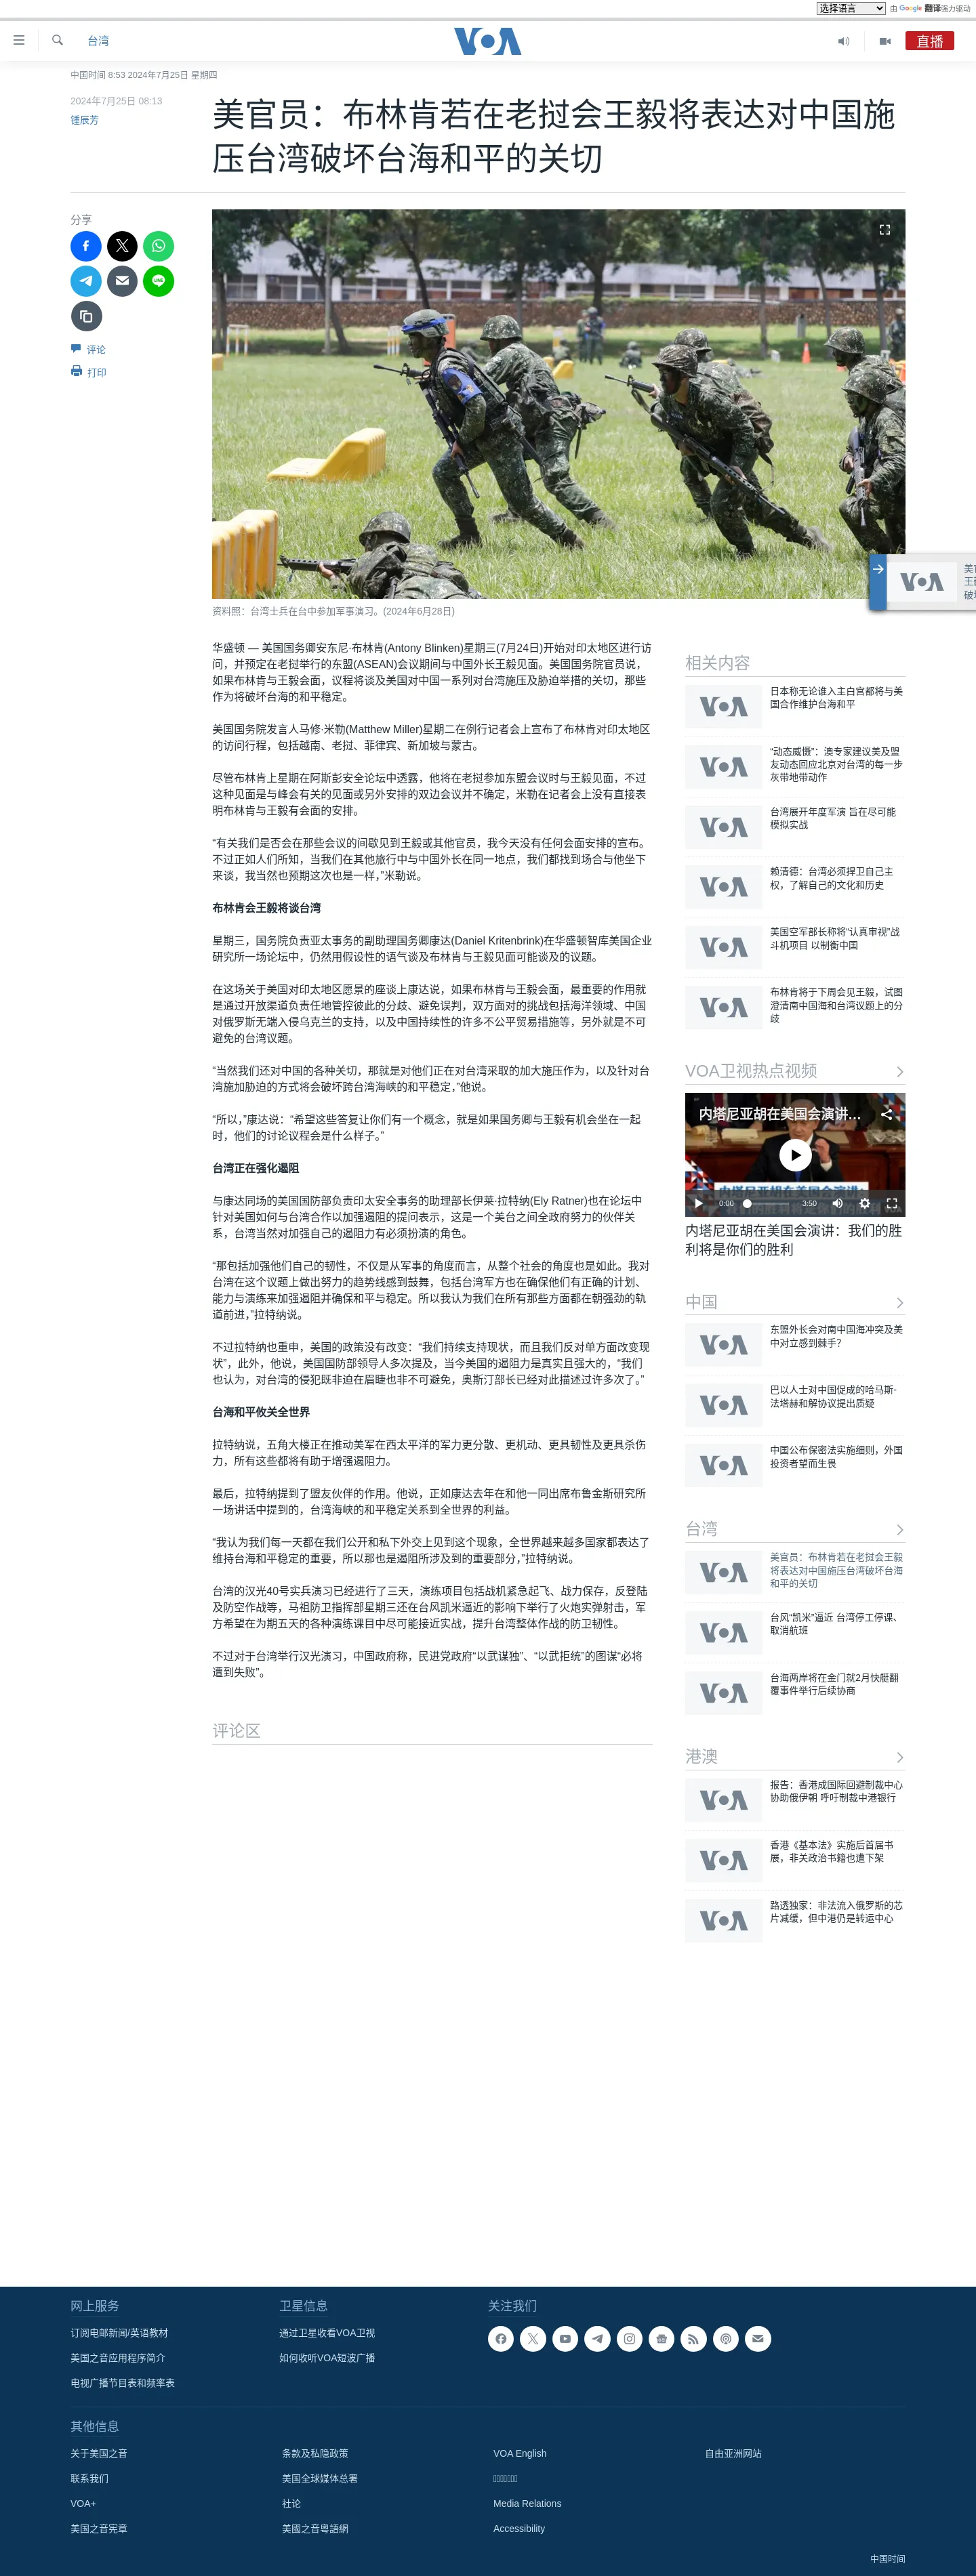 选择语言 由 Google 翻译强力驱动
台湾
VOA
直播
中国时间 8:53 2024年7月25日 星期四
2024年7月25日 08:13
锺辰芳
美官员：布林肯若在老挝会王毅将表达对中国施
压台湾破坏台海和平的关切
分享
评论
打印
资料照：台湾士兵在台中参加军事演习。(2024年6月28日)
华盛顿 — 美国国务卿安东尼·布林肯(Antony Blinken)星期三(7月24日)开始对印太地区进行访
问，并预定在老挝举行的东盟(ASEAN)会议期间与中国外长王毅见面。美国国务院官员说，
如果布林肯与王毅会面，议程将谈及美国对中国一系列对台湾施压及胁迫举措的关切，那些
作为将破坏台海的和平稳定。
美国国务院发言人马修·米勒(Matthew Miller)星期二在例行记者会上宣布了布林肯对印太地区
的访问行程，包括越南、老挝、菲律宾、新加坡与蒙古。
尽管布林肯上星期在阿斯彭安全论坛中透露，他将在老挝参加东盟会议时与王毅见面，不过
这种见面是与峰会有关的见面或另外安排的双边会议并不确定，米勒在记者会上没有直接表
明布林肯与王毅有会面的安排。
“有关我们是否会在那些会议的间歇见到王毅或其他官员，我今天没有任何会面安排的宣布。
不过正如人们所知，当我们在其他旅行中与中国外长在同一地点，我们都找到场合与他坐下
来谈，我当然也预期这次也是一样，”米勒说。
布林肯会王毅将谈台湾
星期三，国务院负责亚太事务的副助理国务卿康达(Daniel Kritenbrink)在华盛顿智库美国企业
研究所一场论坛中，仍然用假设性的语气谈及布林肯与王毅见面可能谈及的议题。
在这场关于美国对印太地区愿景的座谈上康达说，如果布林肯与王毅会面，最重要的作用就
是通过开放渠道负责任地管控彼此的分歧、避免误判，双方面对的挑战包括海洋领域、中国
对俄罗斯无端入侵乌克兰的支持，以及中国持续性的许多不公平贸易措施等，另外就是不可
避免的台湾议题。
“当然我们还对中国的各种关切，那就是对他们正在对台湾采取的加大施压作为，以及针对台
湾施加胁迫的方式将会破坏跨台湾海峡的和平稳定，”他说。
“所以，”康达说：“希望这些答复让你们有一个概念，就是如果国务卿与王毅有机会坐在一起
时，他们的讨论议程会是什么样子。”
台湾正在强化遏阻
与康达同场的美国国防部负责印太安全事务的助理部长伊莱·拉特纳(Ely Ratner)也在论坛中
针对美国如何与台湾合作以加强遏阻的提问表示，这是一个美台之间全政府努力的伙伴关
系，台湾当然对加强自己的遏阻力有必须扮演的角色。
“那包括加强他们自己的韧性，不仅是从军事的角度而言，从整个社会的角度也是如此。我对
台湾在这个议题上做出努力的趋势线感到鼓舞，包括台湾军方也在确保他们有正确的计划、
能力与演练来加强遏阻并确保和平与稳定。所以我认为我们在所有那些方面都在朝强劲的轨
道前进，”拉特纳说。
不过拉特纳也重申，美国的政策没有改变：“我们持续支持现状，而且我们反对单方面改变现
状”，此外，他说，美国国防部领导人多次提及，当今美国的遏阻力是真实且强大的，“我们
也认为，对台湾的侵犯既非迫在眉睫也非不可避免，奥斯汀部长已经对此描述过许多次了。”
台海和平攸关全世界
拉特纳说，五角大楼正在推动美军在西太平洋的军力更分散、更机动、更具韧性及更具杀伤
力，所有这些都将有助于增强遏阻力。
最后，拉特纳提到了盟友伙伴的作用。他说，正如康达去年在和他一同出席布鲁金斯研究所
一场讲话中提到的，台湾海峡的和平稳定关系到全世界的利益。
“我认为我们每一天都在我们公开和私下外交上见到这个现象，全世界越来越多国家都表达了
维持台海和平稳定的重要，所以那也是遏阻所涉及到的重要部分，”拉特纳说。
台湾的汉光40号实兵演习已经进行了三天，演练项目包括战机紧急起飞、战力保存，反登陆
及防空作战等，马祖防卫指挥部星期三还在台风凯米逼近的影响下举行了火炮实弹射击，军
方希望在为期五天的各种演练课目中尽可能接近实战，提升台湾整体作战的防卫韧性。
不过对于台湾举行汉光演习，中国政府称，民进党政府“以武谋独”、“以武拒统”的图谋“必将
遭到失败”。
评论区
相关内容
日本称无论谁入主白宫都将与美
国合作维护台海和平
“动态威慑”：澳专家建议美及盟
友动态回应北京对台湾的每一步
灰带地带动作
台湾展开年度军演 旨在尽可能
模拟实战
赖清德：台湾必须捍卫自己主
权，了解自己的文化和历史
美国空军部长称将“认真审视”战
斗机项目 以制衡中国
布林肯将于下周会见王毅，试图
澄清南中国海和台湾议题上的分
歧
VOA卫视热点视频
内塔尼亚胡在美国会演讲...
0:00 3:50
内塔尼亚胡在美国会演讲：我们的胜
利将是你们的胜利
中国
东盟外长会对南中国海冲突及美
中对立感到棘手？
巴以人士对中国促成的哈马斯-
法塔赫和解协议提出质疑
中国公布保密法实施细则，外国
投资者望而生畏
台湾
美官员：布林肯若在老挝会王毅
将表达对中国施压台湾破坏台海
和平的关切
台风“凯米”逼近 台湾停工停课、
取消航班
台海两岸将在金门就2月快艇翻
覆事件举行后续协商
港澳
报告：香港成国际回避制裁中心
协助俄伊朝 呼吁制裁中港银行
香港《基本法》实施后首届书
展，非关政治书籍也遭下架
路透独家：非法流入俄罗斯的芯
片减缓，但中港仍是转运中心
网上服务
订阅电邮新闻/英语教材
美国之音应用程序简介
电视广播节目表和频率表
卫星信息
通过卫星收看VOA卫视
如何收听VOA短波广播
关注我们
其他信息
关于美国之音
联系我们
VOA+
美国之音宪章
条款及私隐政策
美国全球媒体总署
社论
美國之音粵語網
VOA English
Media Relations
Accessibility
自由亚洲网站
中国时间